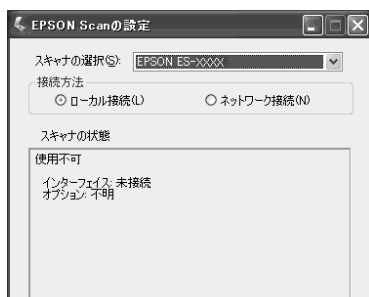 EPSON Scanの設定
スキャナの選択(S): EPSON ES-XXXX
接続方法
ローカル接続(L) ネットワーク接続(N)
スキャナの状態
使用不可
インターフェイス: 未接続
オプション: 不明